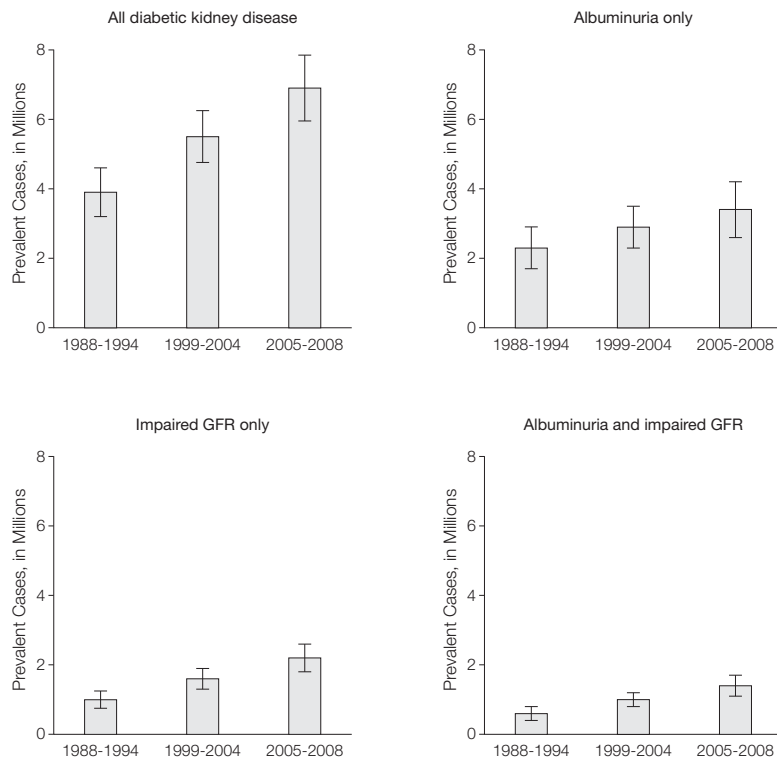 All diabetic kidney disease
Prevalent Cases, in Millions
8
6
4
2
0
1988-1994 1999-2004 2005-2008
Albuminuria only
Prevalent Cases, in Millions
8
6
4
2
0
1988-1994 1999-2004 2005-2008
Impaired GFR only
Prevalent Cases, in Millions
8
6
4
2
0
1988-1994 1999-2004 2005-2008
Albuminuria and impaired GFR
Prevalent Cases, in Millions
8
6
4
2
0
1988-1994 1999-2004 2005-2008